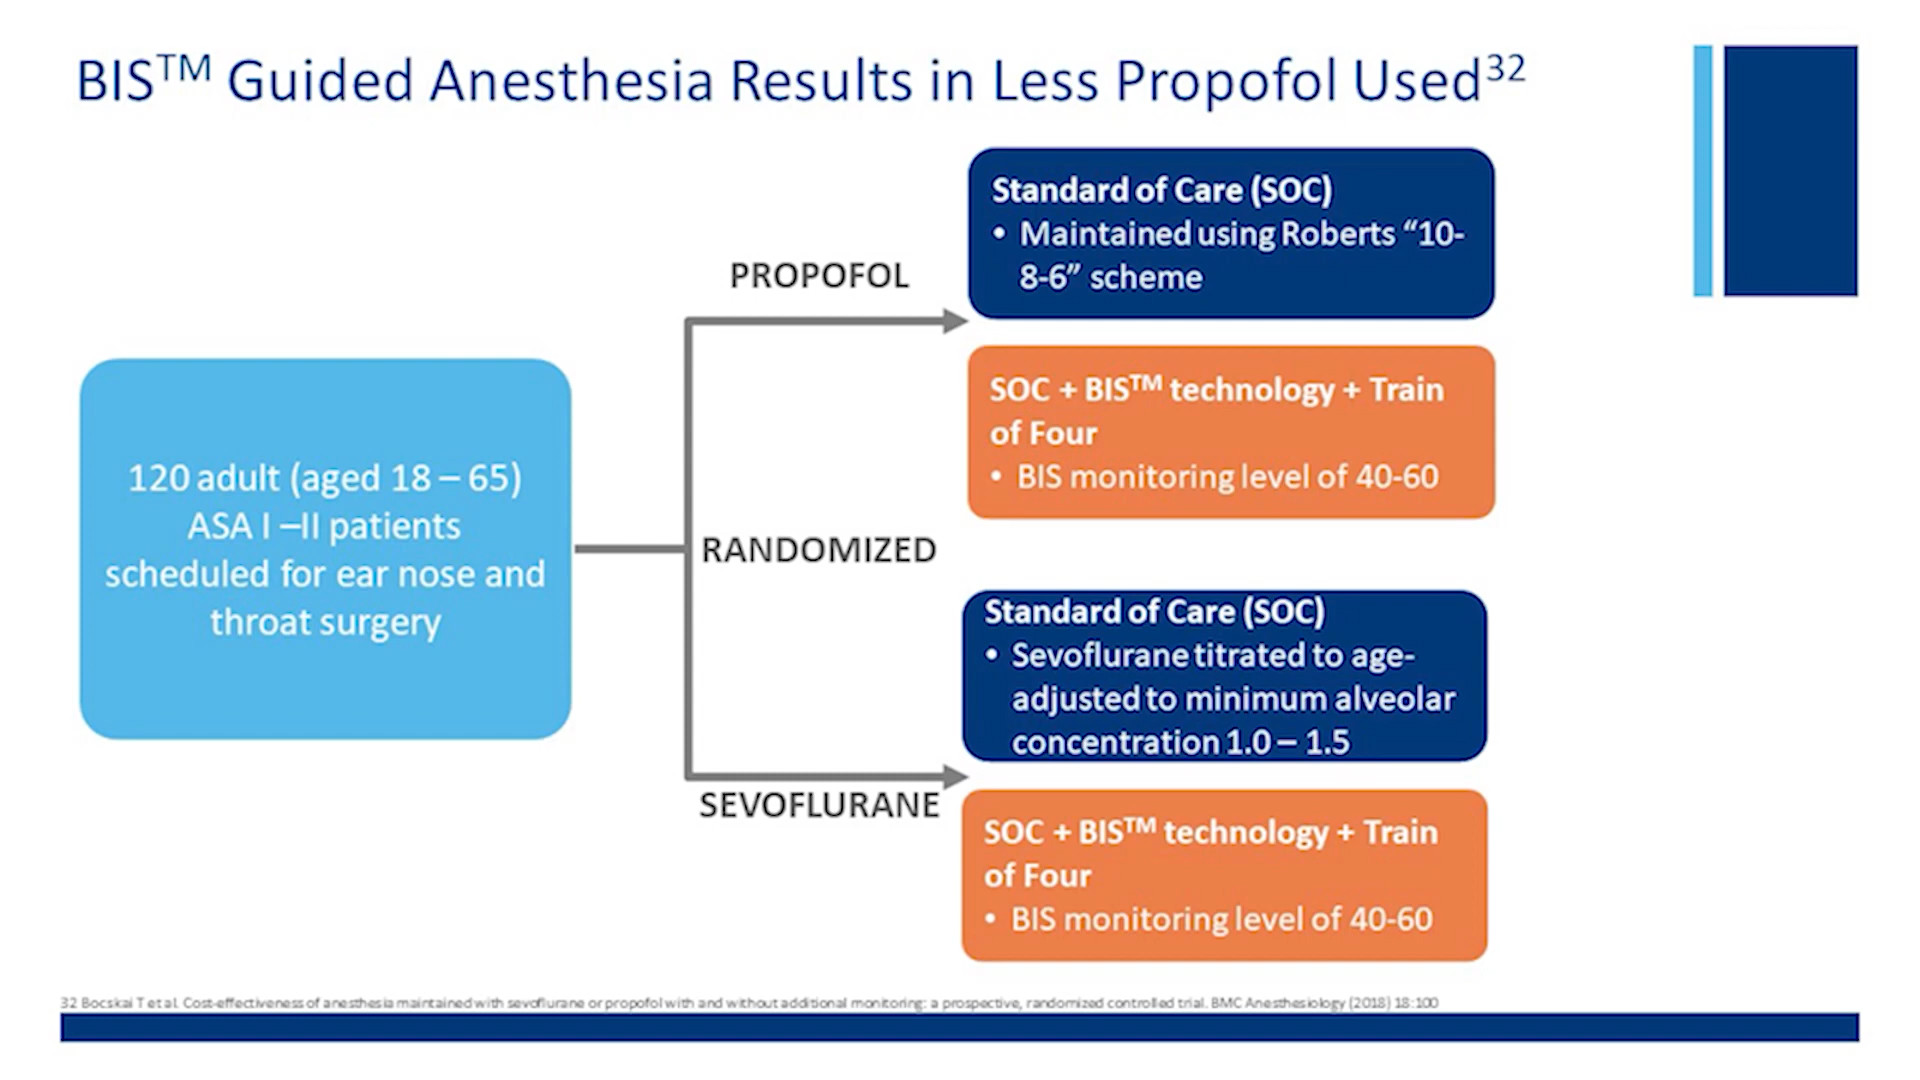 BIS™ Guided Anesthesia Results in Less Propofol Used32
120 adult (aged 18 – 65)
ASA I –II patients
scheduled for ear nose and
throat surgery
PROPOFOL
RANDOMIZED
SEVOFLURANE
Standard of Care (SOC)
• Maintained using Roberts “10-
8-6” scheme
SOC + BIS™ technology + Train
of Four
• BIS monitoring level of 40-60
Standard of Care (SOC)
• Sevoflurane titrated to age-
adjusted to minimum alveolar
concentration 1.0 – 1.5
SOC + BIS™ technology + Train
of Four
• BIS monitoring level of 40-60
32 Bocskai T et al. Cost-effectiveness of anesthesia maintained with sevoflurane or propofol with and without additional monitoring: a prospective, randomized controlled trial. BMC Anesthesiology (2018) 18:100